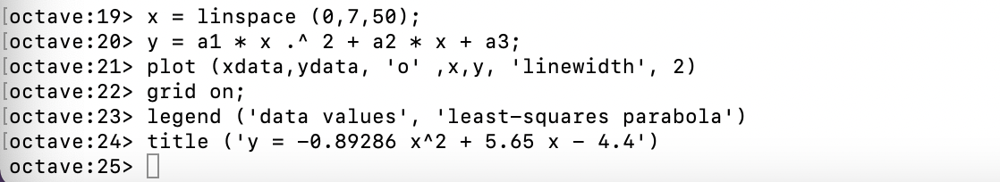 [octave:19> x = linspace (0,7,50);
[octave:20> y = a1 * x .^ 2 + a2 * x + a3;
[octave:21> plot (xdata,ydata, 'o' ,x,y, 'linewidth', 2)
[octave:22> grid on;
[octave:23> legend ('data values', 'least-squares parabola')
[octave:24> title ('y = -0.89286 x^2 + 5.65 x - 4.4')
octave:25>